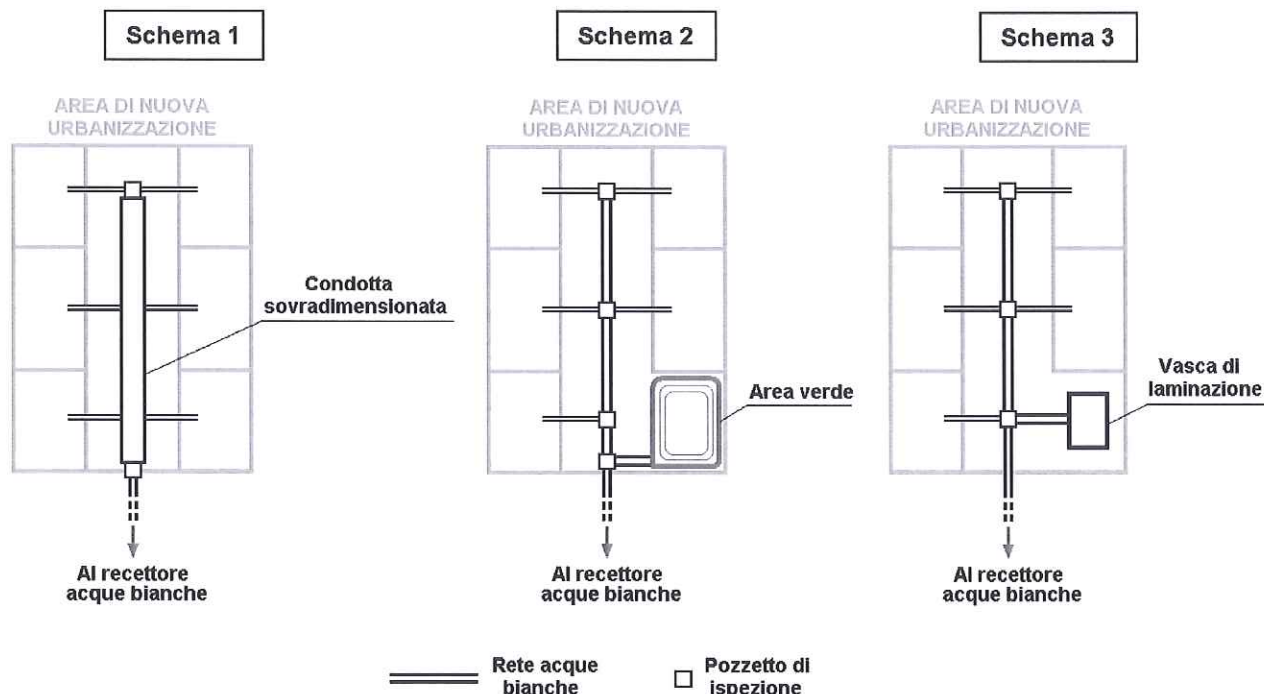 Schema 1
AREA DI NUOVA
URBANIZZAZIONE
Condotta
sovradimensionata
Al recettore
acque bianche
Schema 2
AREA DI NUOVA
URBANIZZAZIONE
Area verde
Al recettore
acque bianche
Schema 3
AREA DI NUOVA
URBANIZZAZIONE
Vasca di
laminazione
Al recettore
acque bianche
Rete acque
bianche
Pozzetto di
ispezione